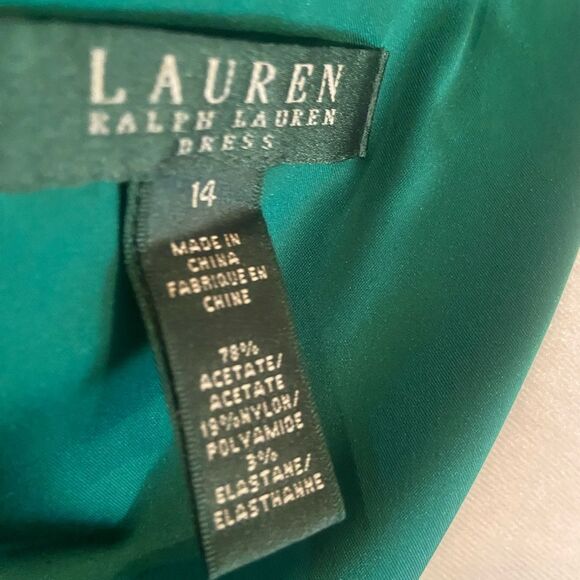 LAUREN
RALPH LAUREN
DRESS
14
MADE IN
CHINA
FABRIQUE EN
CHINE
78%
ACETATE/
ACETATE
19%NYLON/
POLYAMIDE
3%
ELASTANE/
ELASTHANNE